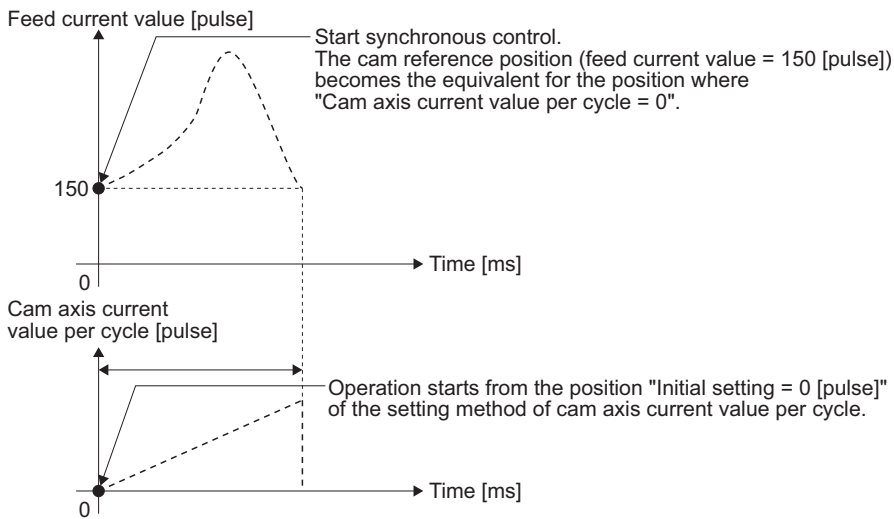 Feed current value [pulse]
Start synchronous control.
The cam reference position (feed current value = 150 [pulse])
becomes the equivalent for the position where
"Cam axis current value per cycle = 0".
150
Time [ms]
0
Cam axis current
value per cycle [pulse]
Operation starts from the position "Initial setting = 0 [pulse]"
of the setting method of cam axis current value per cycle.
Time [ms]
0